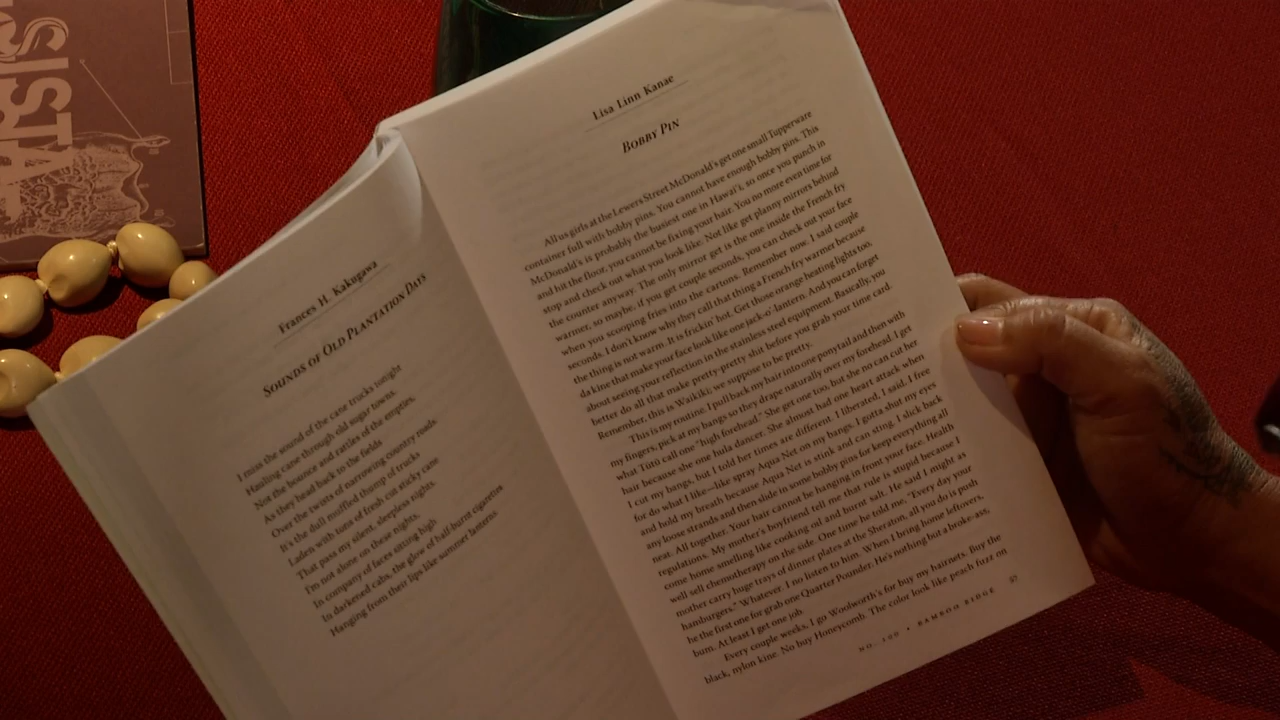 SISTA
Frances H. Kakugawa
SOUNDS OF OLD PLANTATION DAYS
I miss the sound of the cane trucks tonight
Hauling cane through old sugar towns.
Not the bounce and rattles of the empties,
As they head back to the fields
Over the twists of narrowing country roads
It's the dull muffled thump of trucks
Laden with tons of fresh cut sticky cane
That pass my silent, sleepless nights.
I'm not alone on these nights,
In company of faces among high
In darkened cabs, the glow of half-burnt cigarettes
Hanging from their lips like summer lanterns
Lisa Linn Kanae
BOBBY PIN
All us girls at the Lewers Street McDonald's get one small Tupperware
container full with bobby pins. You cannot have enough bobby pins. This
McDonald's is probably the busiest one in Hawai'i, so once you punch in
and hit the floor, you cannot be fixing your hair. You no more even time for
stop and check out what you look like. Not like get planny mirrors behind
the counter anyway. The only mirror get is the one inside the French fry
warmer, so maybe, if you get couple seconds, you can check out your face
when you scooping fries into the cartons. Remember now, I said couple
seconds. I don't know why they call that thing a French fry warmer because
the thing is not warm. It is frickin' hot. Get those orange heating lights too,
da kine that make your face look like one jack-o'-lantern. And you can forget
about seeing your reflection in the stainless steel equipment. Basically, you
better do all that make pretty-pretty shit before you grab your time card.
Remember, this is Waikiki; we suppose to be pretty.
This is my routine. I pull back my hair into one ponytail and then with
my fingers, pick at my bangs so they drape naturally over my forehead. I get
what Tūtū call one "high forehead." She get one too, but she no can cut her
hair because she one hula dancer. She almost had one heart attack when
I cut my bangs, but I told her times are different. I liberated, I said. I free
for do what I like—like spray Aqua Net on my bangs. I gotta shut my eyes
and hold my breath because Aqua Net is stink and can sting. I slick back
any loose strands and then slide in some bobby pins for keep everything all
neat. All together. Your hair cannot be hanging in front your face. Health
regulations. My mother's boyfriend tell me that rule is stupid because I
come home smelling like cooking oil and burnt salt. He said I might as
well sell chemotherapy on the side. One time he told me, "Every day your
mother carry huge trays of dinner plates at the Sheraton, all you do is push
hamburgers." Whatever. I no listen to him. When I bring home leftovers,
he the first one for grab one Quarter Pounder. He's nothing but a broke-ass,
bum. At least I get one job.
Every couple weeks, I go Woolworth's for buy my hairnets. Buy the
black, nylon kine. No buy Honeycomb. The color look like peach fuzz on
NO. 100 • BAMBOO RIDGE 57